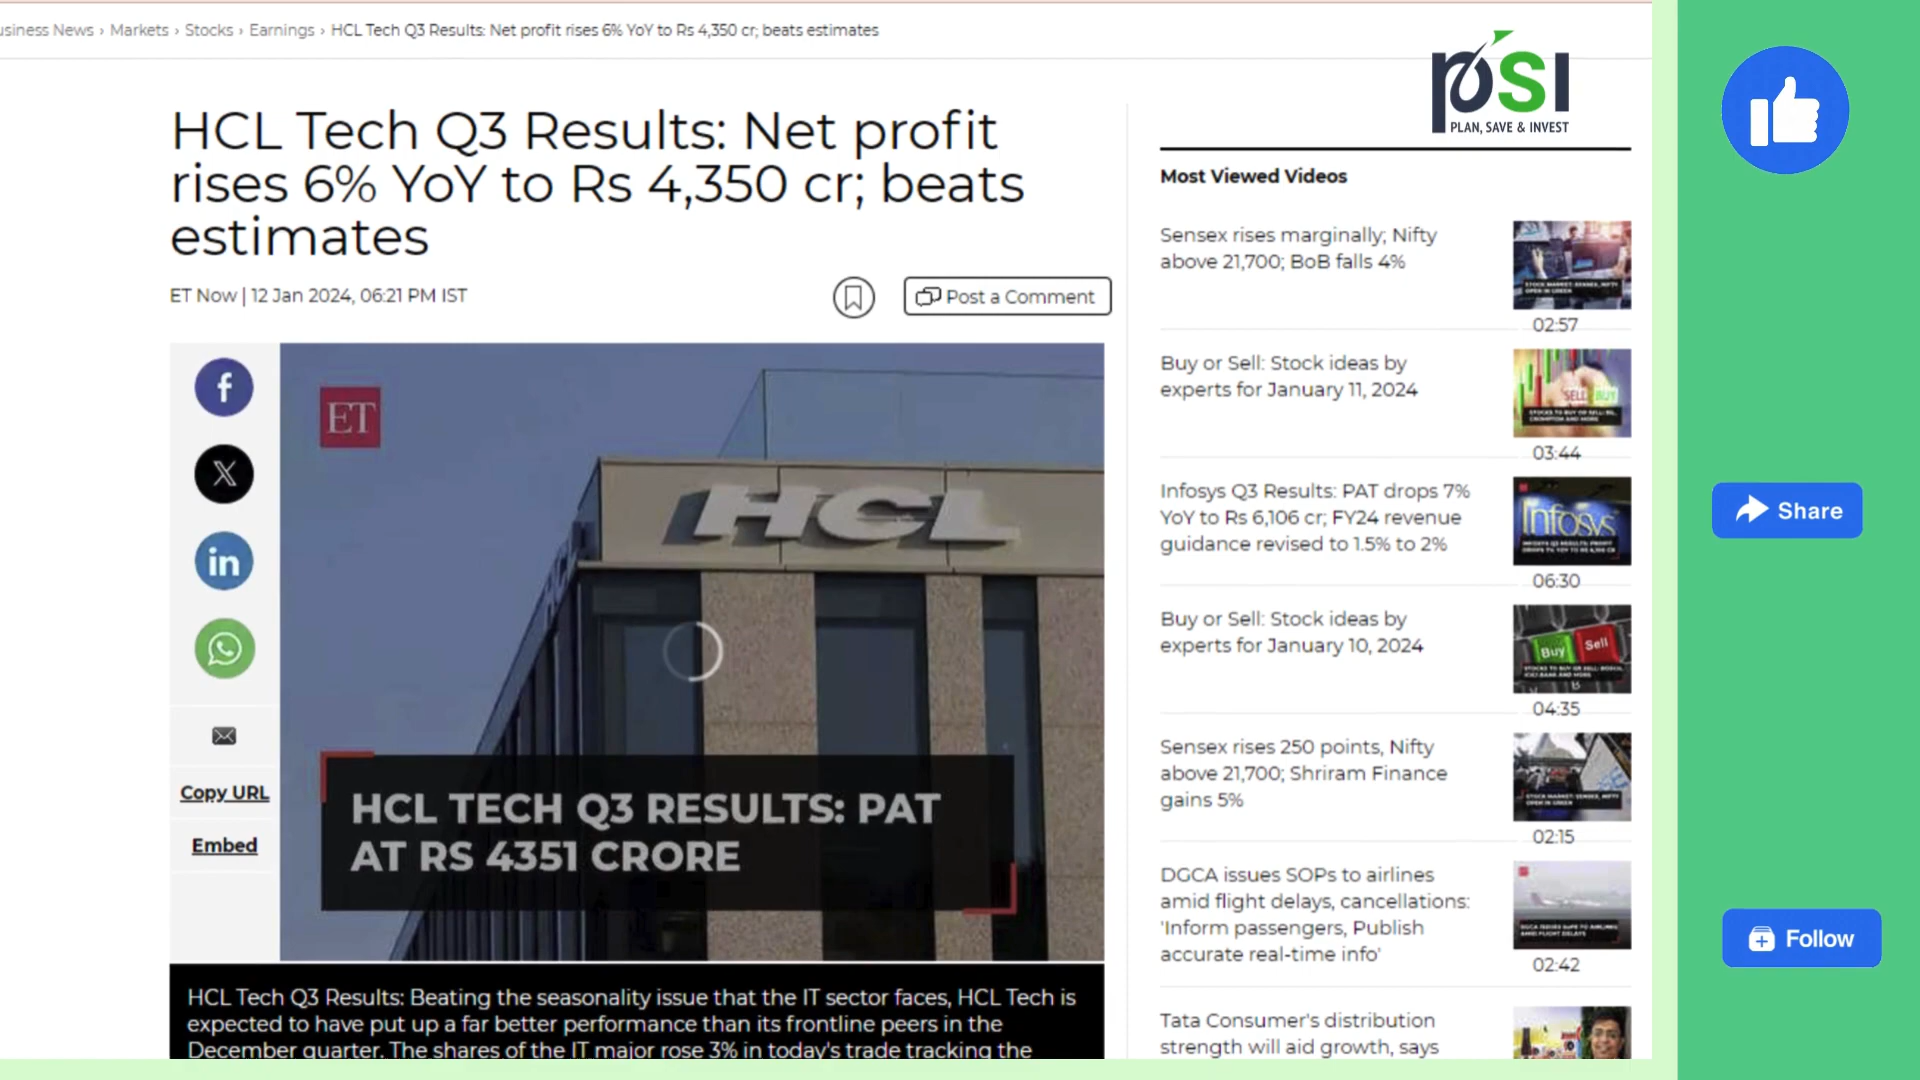 usiness News › Markets › Stocks › Earnings › HCL Tech Q3 Results: Net profit rises 6% YoY to Rs 4,350 cr; beats estimates
pSI
PLAN, SAVE & INVEST
HCL Tech Q3 Results: Net profit
rises 6% YoY to Rs 4,350 cr; beats
estimates
ET Now | 12 Jan 2024, 06:21 PM IST
Post a Comment
Copy URL
Embed
ET
HCL
HCL TECH Q3 RESULTS: PAT
AT RS 4351 CRORE
HCL Tech Q3 Results: Beating the seasonality issue that the IT sector faces, HCL Tech is
expected to have put up a far better performance than its frontline peers in the
December quarter. The shares of the IT major rose 3% in today's trade tracking the
Most Viewed Videos
Sensex rises marginally; Nifty
above 21,700; BoB falls 4%
02:57
Buy or Sell: Stock ideas by
experts for January 11, 2024
SELL BUY
03:44
Infosys Q3 Results: PAT drops 7%
YoY to Rs 6,106 cr; FY24 revenue
guidance revised to 1.5% to 2%
Infosys
06:30
Buy or Sell: Stock ideas by
experts for January 10, 2024
Buy Sell
04:35
Sensex rises 250 points, Nifty
above 21,700; Shriram Finance
gains 5%
02:15
DGCA issues SOPs to airlines
amid flight delays, cancellations:
'Inform passengers, Publish
accurate real-time info'
02:42
Tata Consumer's distribution
strength will aid growth, says
Share
Follow